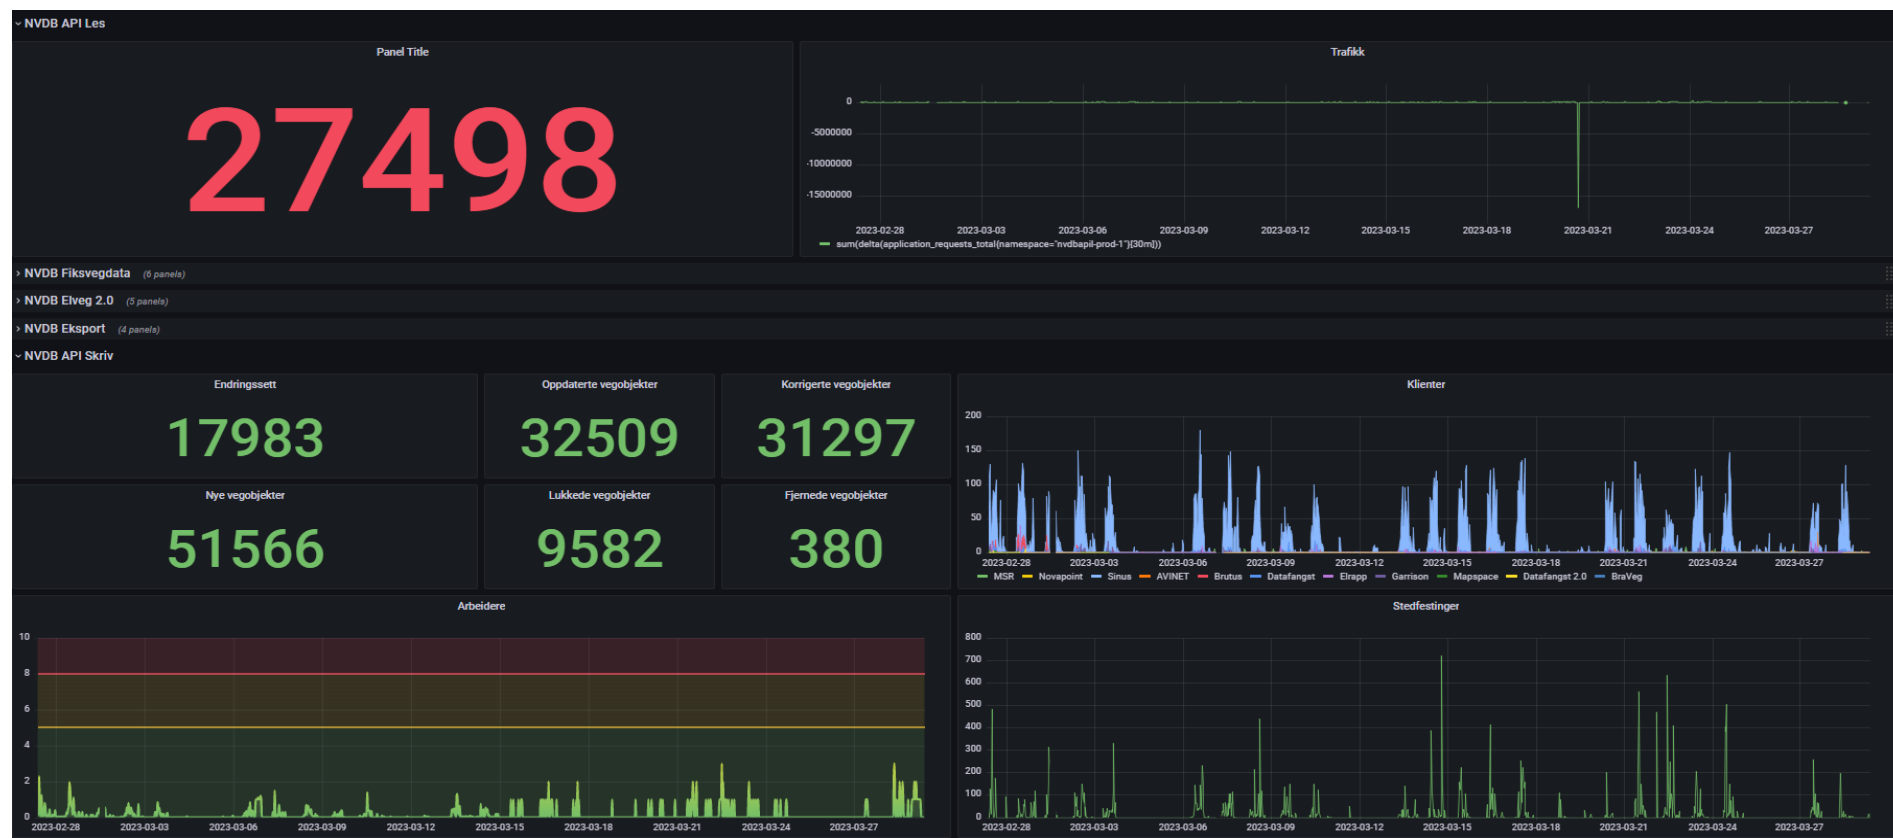 NVDB API Les
Panel Title
27498
Trafikk
0
-5000000
-10000000
-15000000
2023-02-28 2023-03-03 2023-03-06 2023-03-09 2023-03-12 2023-03-15 2023-03-18 2023-03-21 2023-03-24 2023-03-27
sum(delta(application_requests_total{namespace="nvdbapil-prod-1"}[30m]))
NVDB Fiksvegdata (6 panels)
NVDB Elveg 2.0 (5 panels)
NVDB Eksport (4 panels)
NVDB API Skriv
Endringssett
17983
Oppdaterte vegobjekter
32509
Korrigerte vegobjekter
31297
Nye vegobjekter
51566
Lukkede vegobjekter
9582
Fjernede vegobjekter
380
Klienter
200
150
100
50
0
2023-02-28 2023-03-03 2023-03-06 2023-03-09 2023-03-12 2023-03-15 2023-03-18 2023-03-21 2023-03-24 2023-03-27
MSR Novapoint Sinus AVINET Brutus Datafangst Elrapp Garrison Mapspace Datafangst 2.0 BraVeg
Arbeidere
10
8
6
4
2
0
2023-02-28 2023-03-03 2023-03-06 2023-03-09 2023-03-12 2023-03-15 2023-03-18 2023-03-21 2023-03-24 2023-03-27
Stedfestinger
800
700
600
500
400
300
200
100
0
2023-02-28 2023-03-03 2023-03-06 2023-03-09 2023-03-12 2023-03-15 2023-03-18 2023-03-21 2023-03-24 2023-03-27